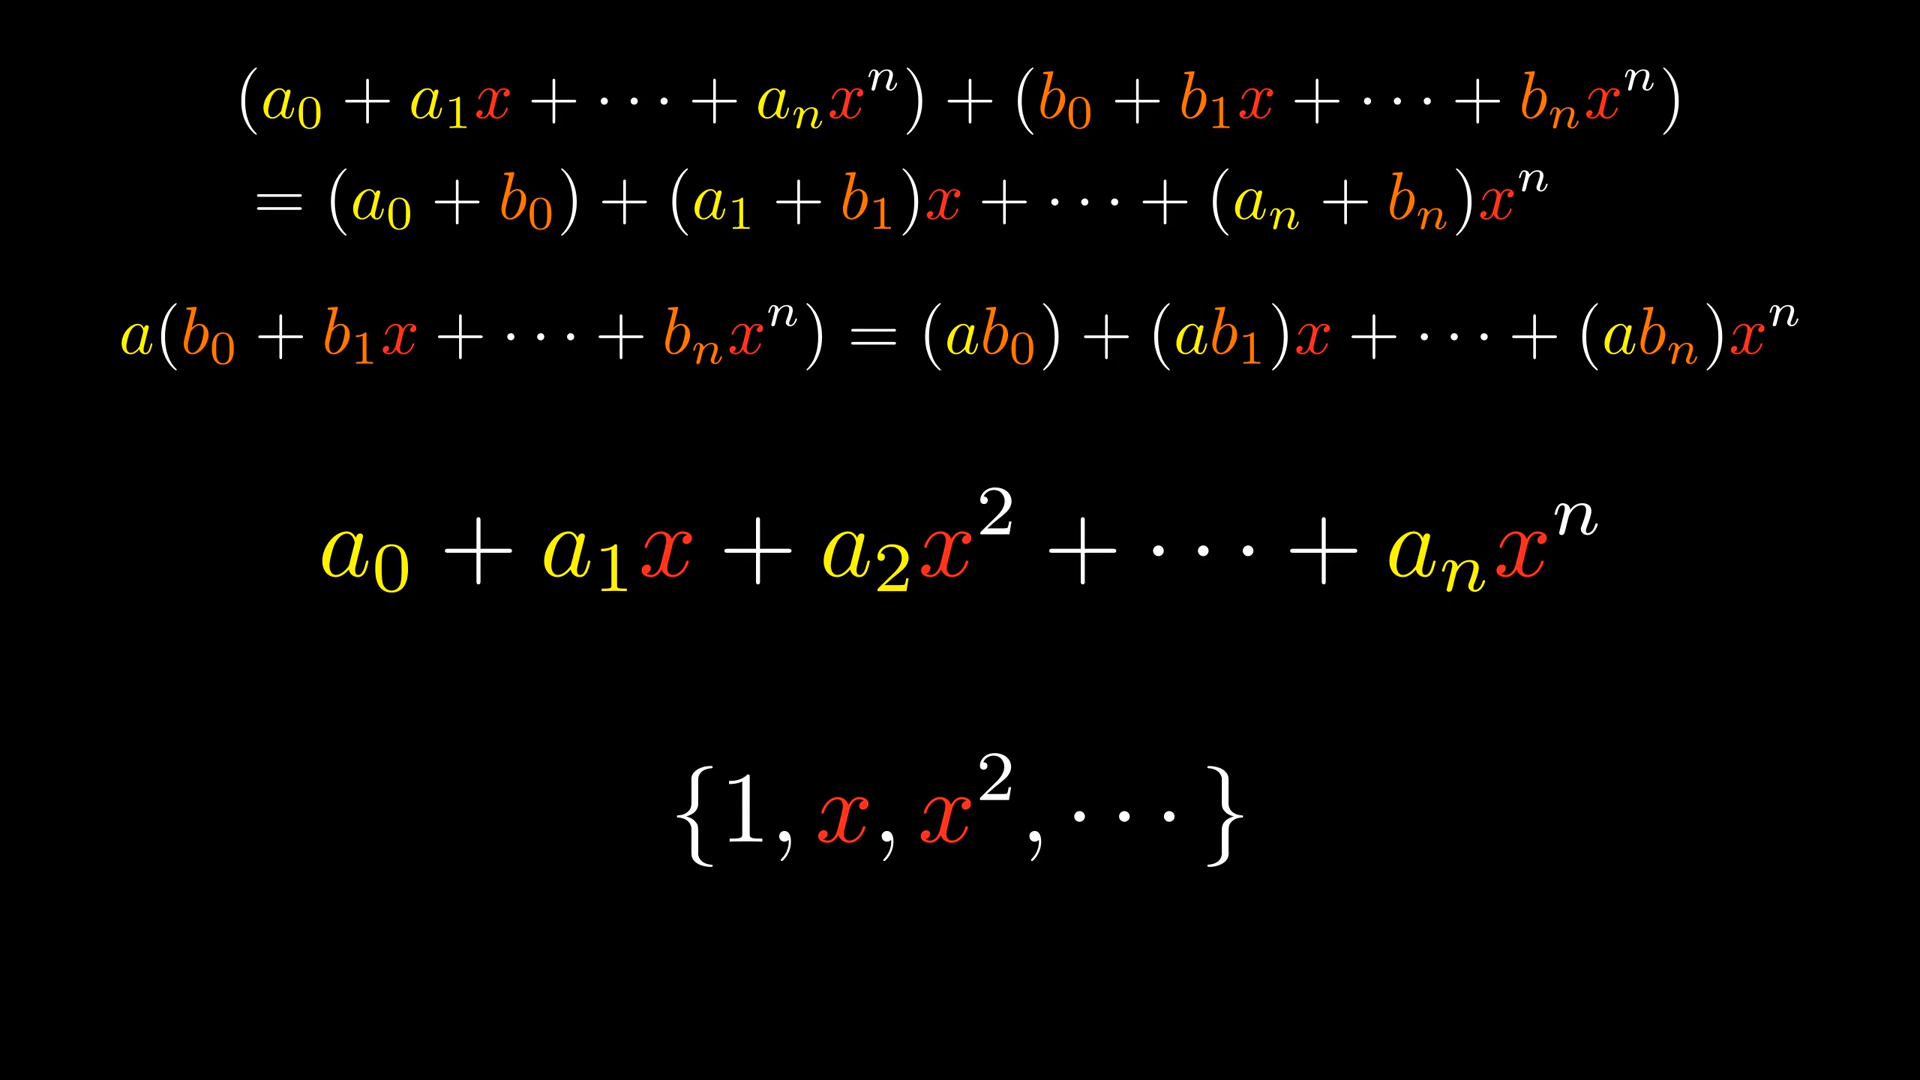 (a₀ + a₁x + ⋯ + aₙxⁿ) + (b₀ + b₁x + ⋯ + bₙxⁿ)
= (a₀ + b₀) + (a₁ + b₁)x + ⋯ + (aₙ + bₙ)xⁿ
a(b₀ + b₁x + ⋯ + bₙxⁿ) = (ab₀) + (ab₁)x + ⋯ + (abₙ)xⁿ
a₀ + a₁x + a₂x² + ⋯ + aₙxⁿ
{1, x, x², ⋯ }